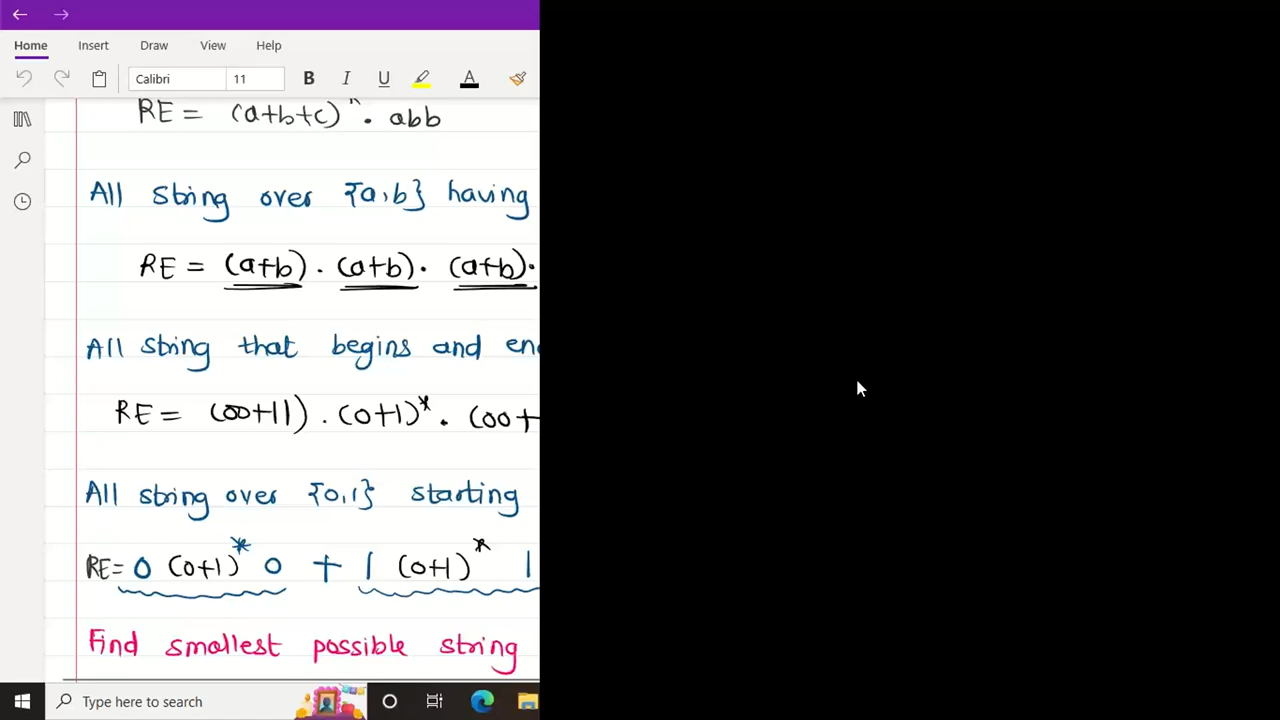 Home Insert Draw View Help
Calibri 11 B I U A
RE = (a+b+c)* . abb
All string over {a,b} having
RE = (a+b) . (a+b) . (a+b) .
All string that begins and en
RE = (00+11) . (0+1)* . (00+
All string over {0,1} starting
RE= 0 (0+1)* 0 + 1 (0+1)* 1
Find smallest possible string
Type here to search